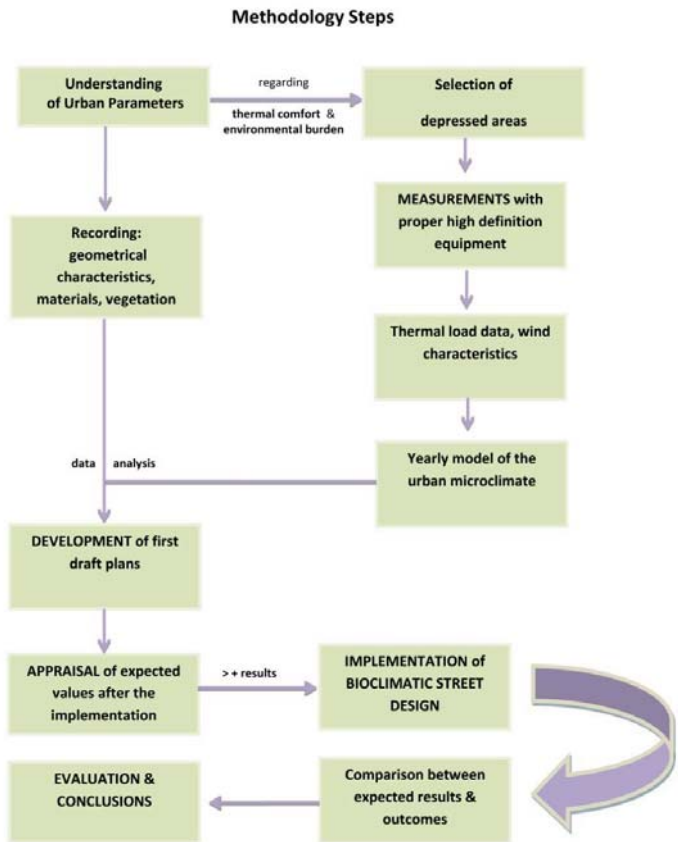 Methodology Steps
Understanding
of Urban Parameters
regarding
thermal comfort &
environmental burden
Selection of
depressed areas
MEASUREMENTS with
proper high definition
equipment
Recording:
geometrical
characteristics,
materials, vegetation
Thermal load data, wind
characteristics
data analysis
Yearly model of the
urban microclimate
DEVELOPMENT of first
draft plans
APPRAISAL of expected
values after the
implementation
> + results
IMPLEMENTATION of
BIOCLIMATIC STREET
DESIGN
Comparison between
expected results &
outcomes
EVALUATION &
CONCLUSIONS